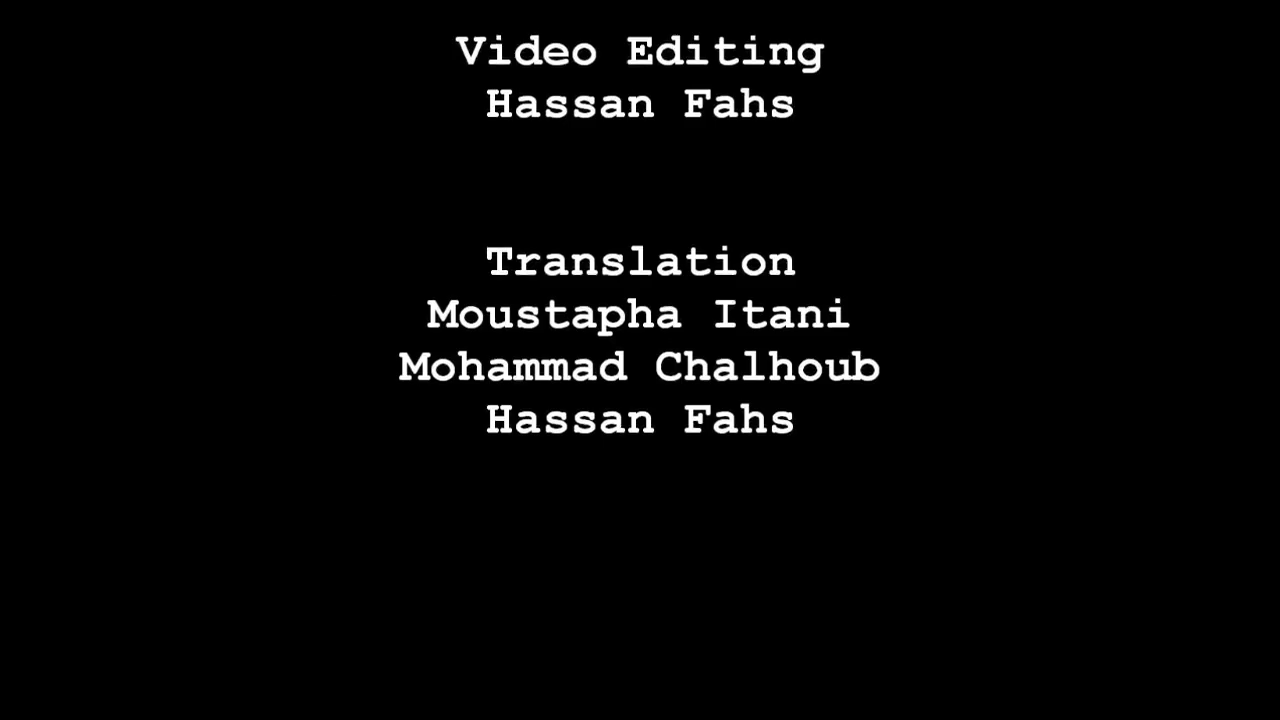 Video Editing
Hassan Fahs
Translation
Moustapha Itani
Mohammad Chalhoub
Hassan Fahs